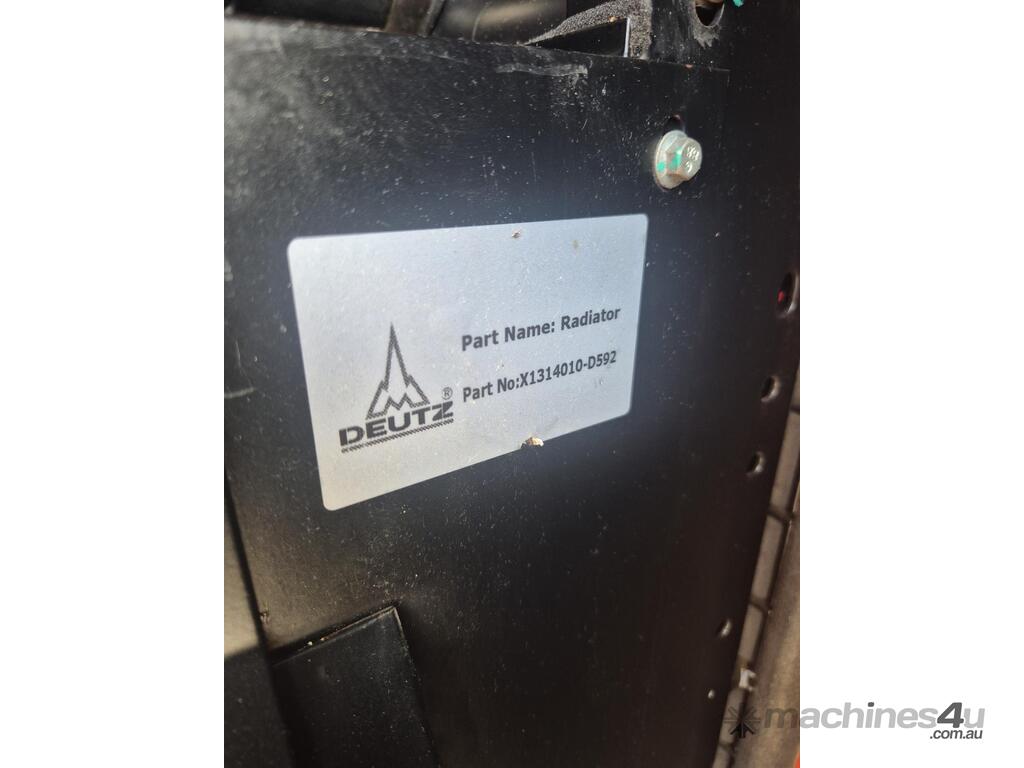 Part Name: Radiator
Part No:X1314010-D592
DEUTZ®
machines4u
.com.au